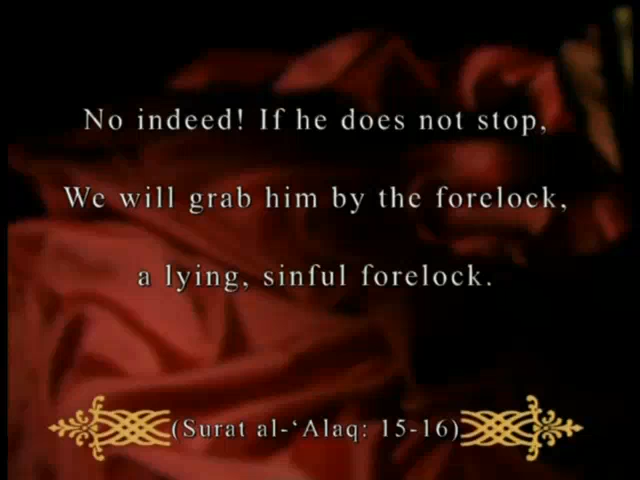 No indeed! If he does not stop,
We will grab him by the forelock,
a lying, sinful forelock.
(Surat al-‘Alaq: 15-16)